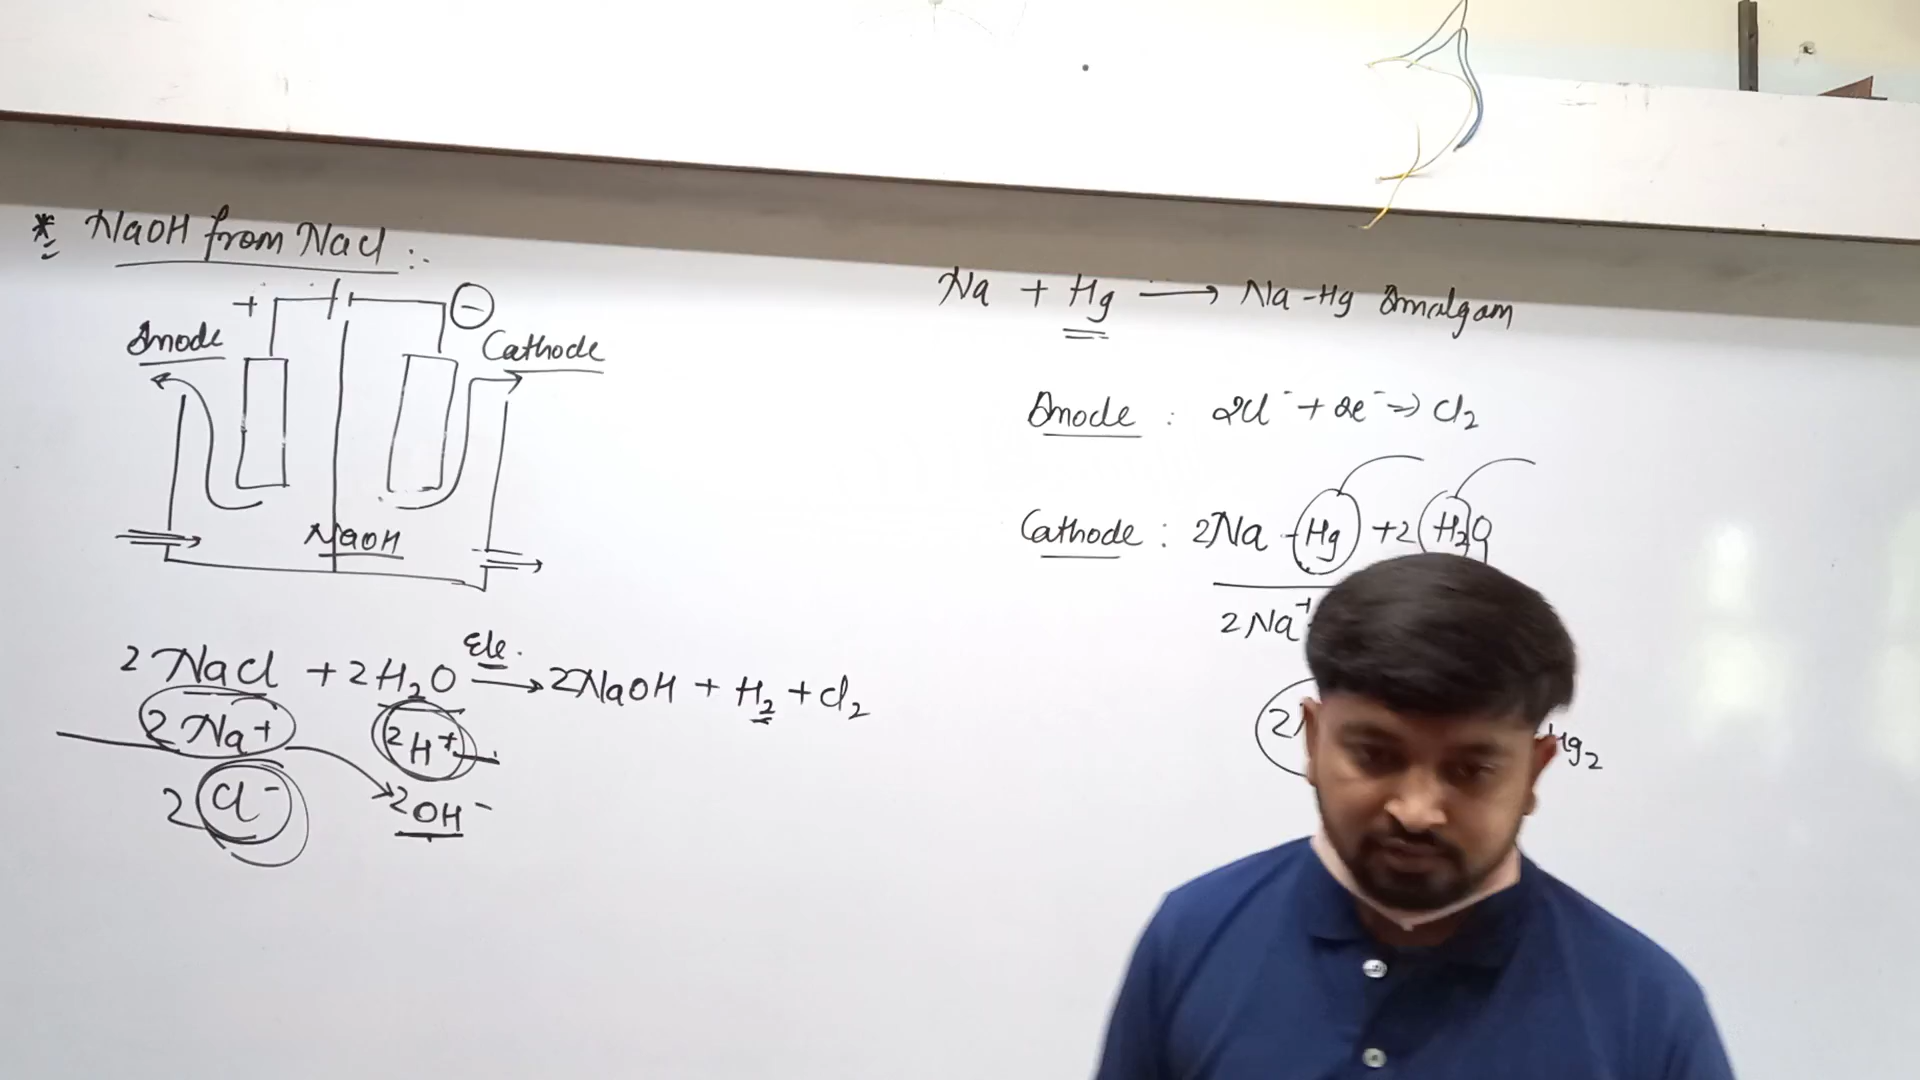 * NaOH from NaCl :.
+ -
Anode
Cathode
NaOH
2NaCl + 2H₂O Ele. → 2NaOH + H₂ + Cl₂
2Na⁺ 2H⁺
2Cl⁻ 2OH⁻
Na + Hg → Na-Hg Amalgam
Anode : 2Cl⁻ + 2e⁻ ⇒ Cl₂
Cathode : 2Na-Hg + 2H₂O
2Na⁺
2 Hg₂